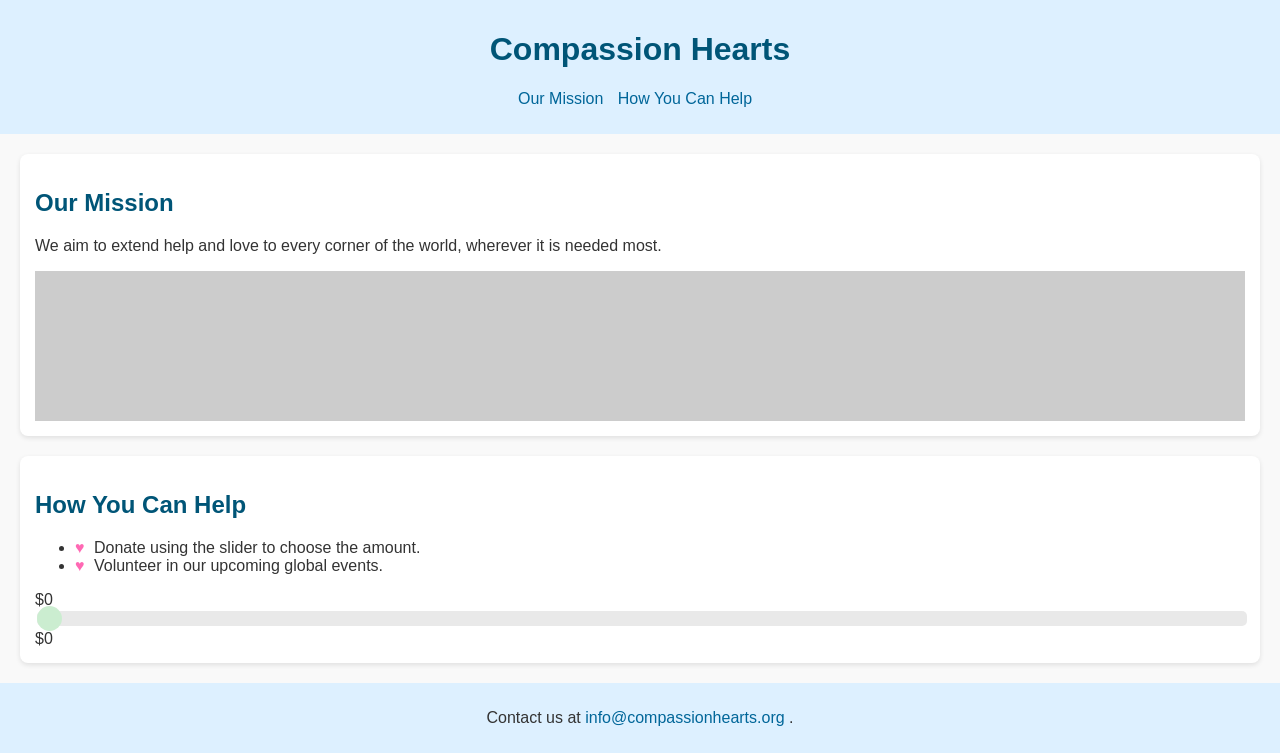 Compassion Hearts
Our Mission How You Can Help
Our Mission
We aim to extend help and love to every corner of the world, wherever it is needed most.
How You Can Help
• ♥ Donate using the slider to choose the amount.
• ♥ Volunteer in our upcoming global events.
$0
$0
Contact us at info@compassionhearts.org .